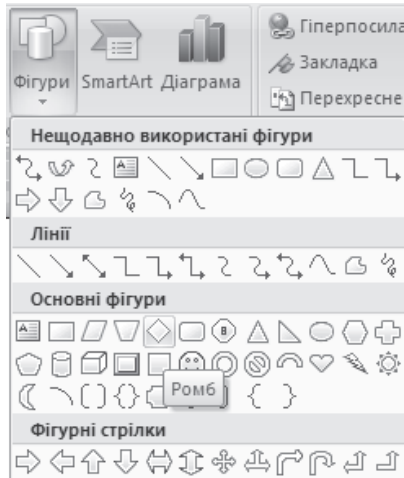 Гіперпосила
Закладка
Перехресне
Фігури SmartArt Діаграма
Нещодавно використані фігури
Лінії
Основні фігури
Ромб
Фігурні стрілки